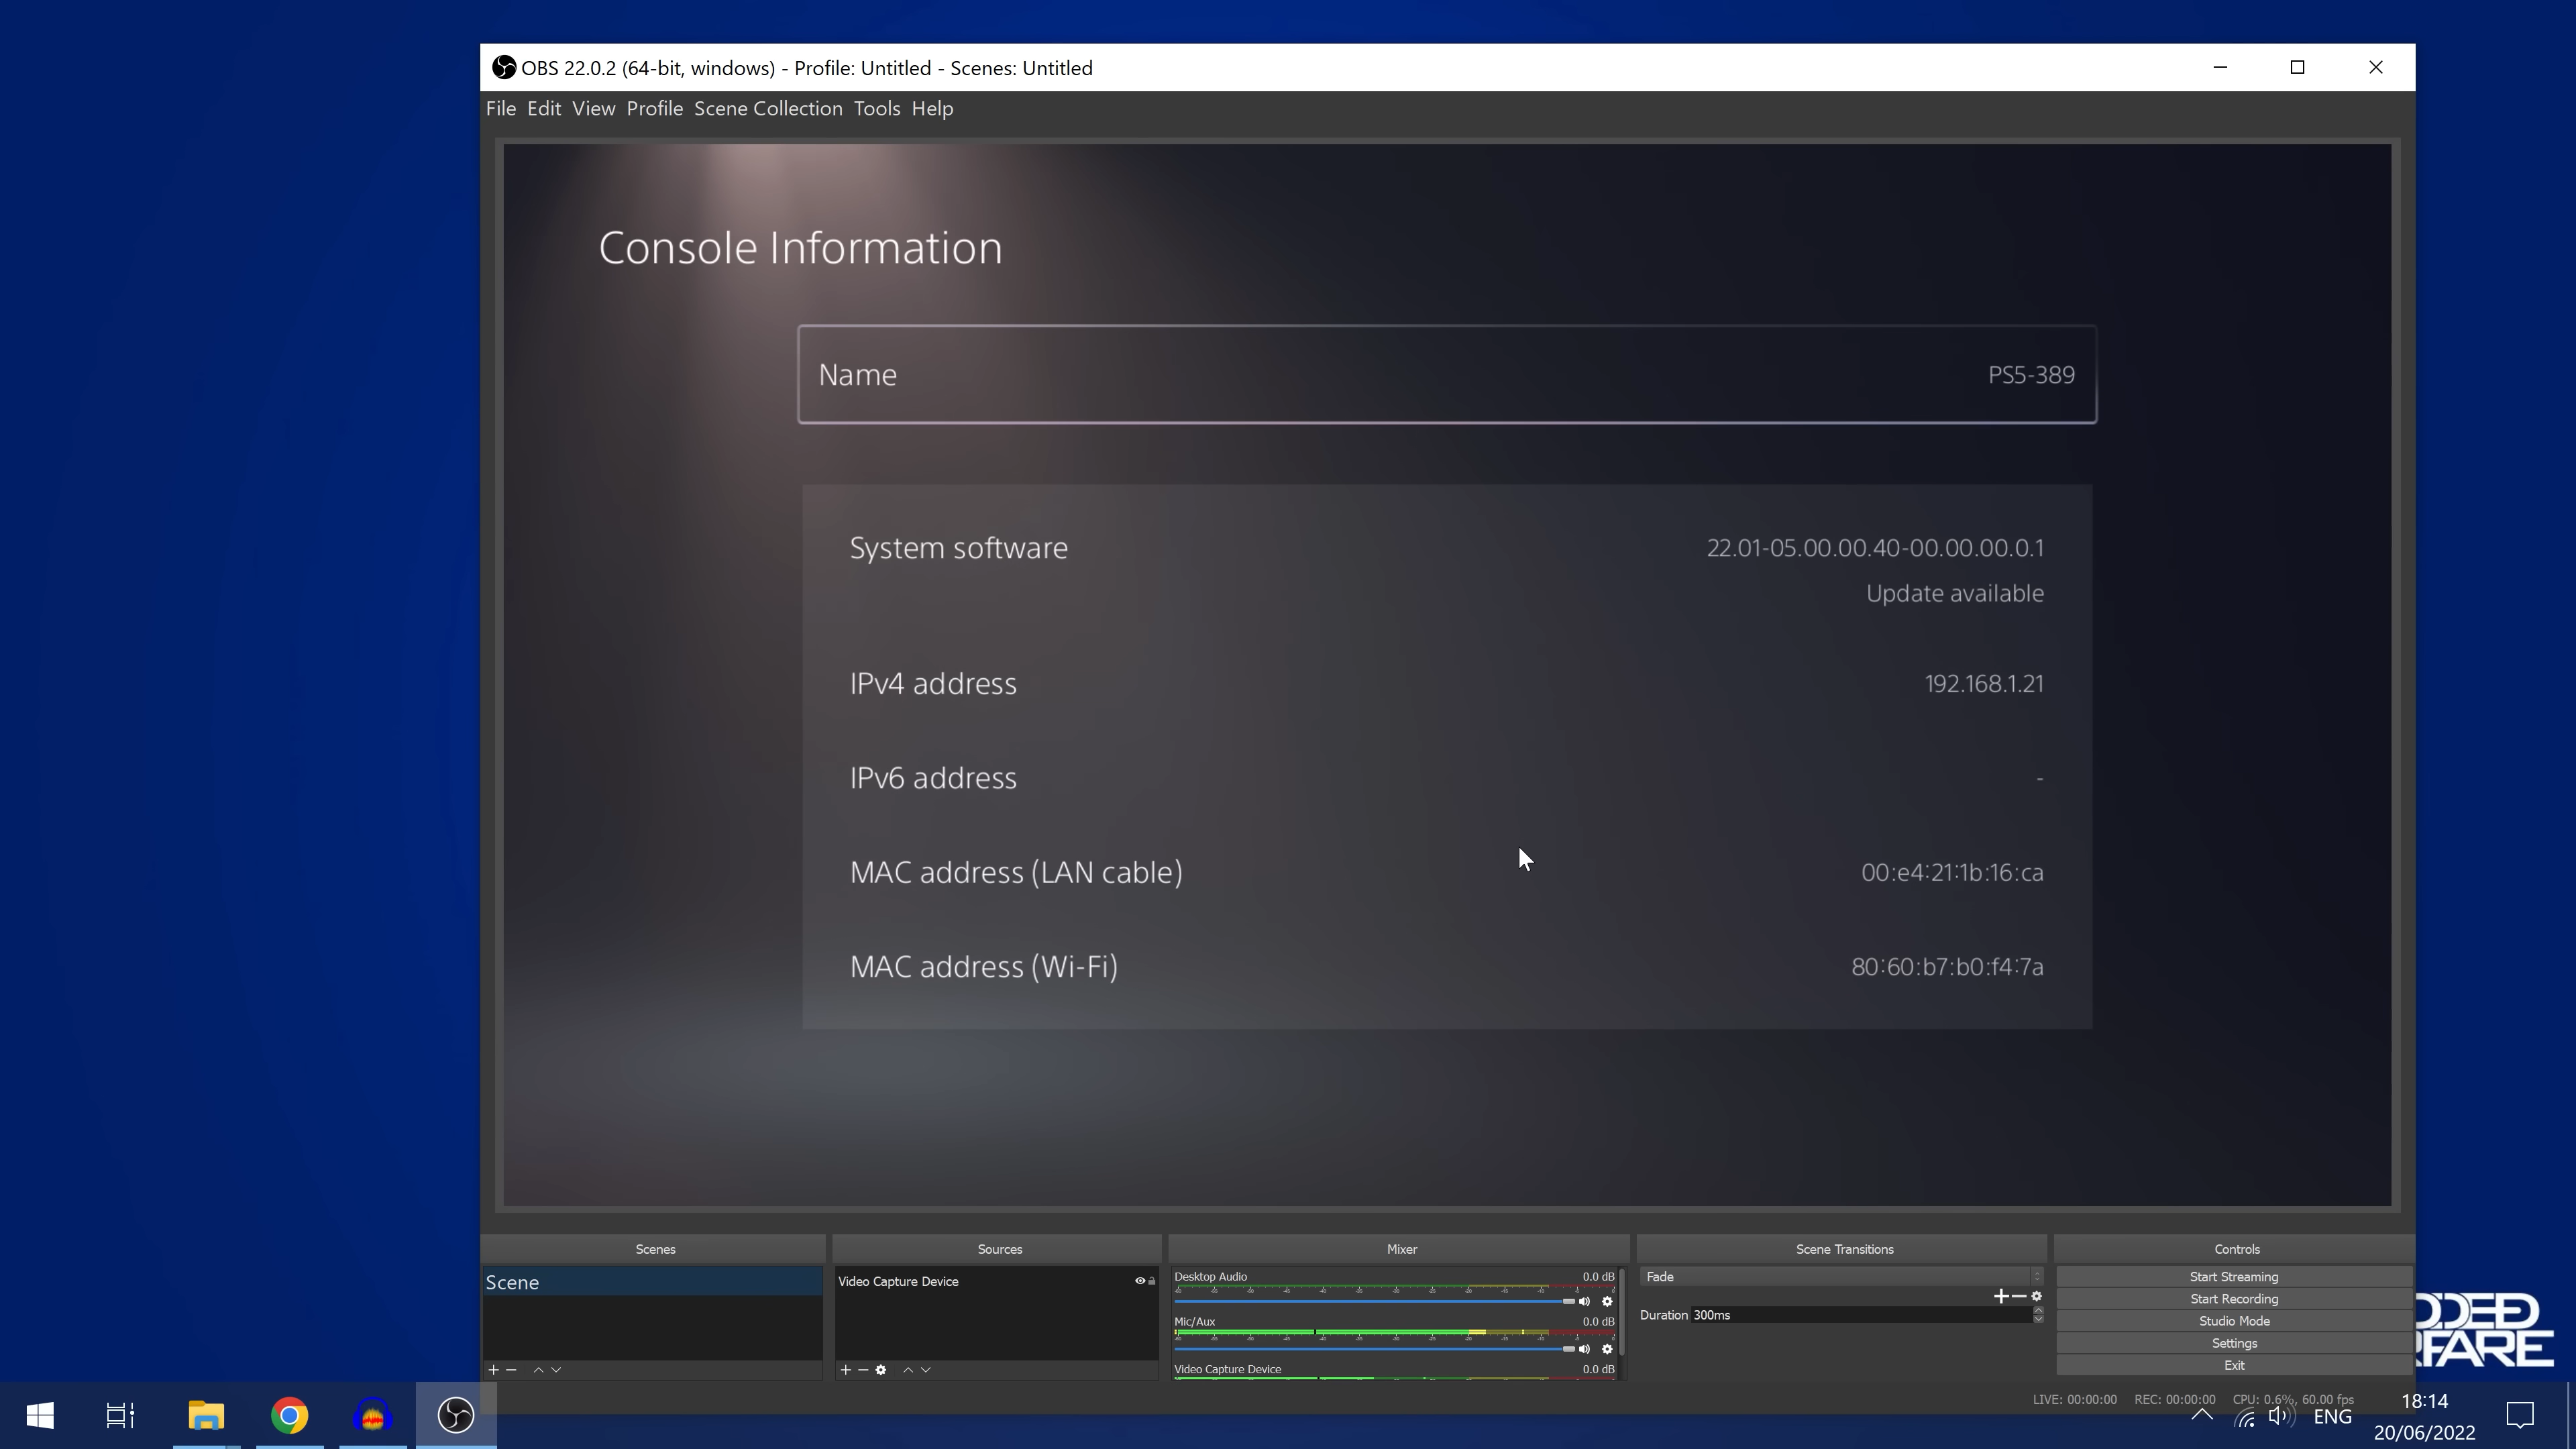 OBS 22.0.2 (64-bit, windows) - Profile: Untitled - Scenes: Untitled
File Edit View Profile Scene Collection Tools Help
Console Information
Name PS5-389
System software 22.01-05.00.00.40-00.00.00.0.1
Update available
IPv4 address 192.168.1.21
IPv6 address -
MAC address (LAN cable) 00:e4:21:1b:16:ca
MAC address (Wi-Fi) 80:60:b7:b0:f4:7a
Scenes Sources Mixer Scene Transitions Controls
Scene
Video Capture Device
Desktop Audio 0.0 dB
Mic/Aux 0.0 dB
Video Capture Device 0.0 dB
Fade
Duration 300ms
Start Streaming
Start Recording
Studio Mode
Settings
Exit
LIVE: 00:00:00 REC: 00:00:00 CPU: 0.6%, 60.00 fps
ENG
18:14
20/06/2022